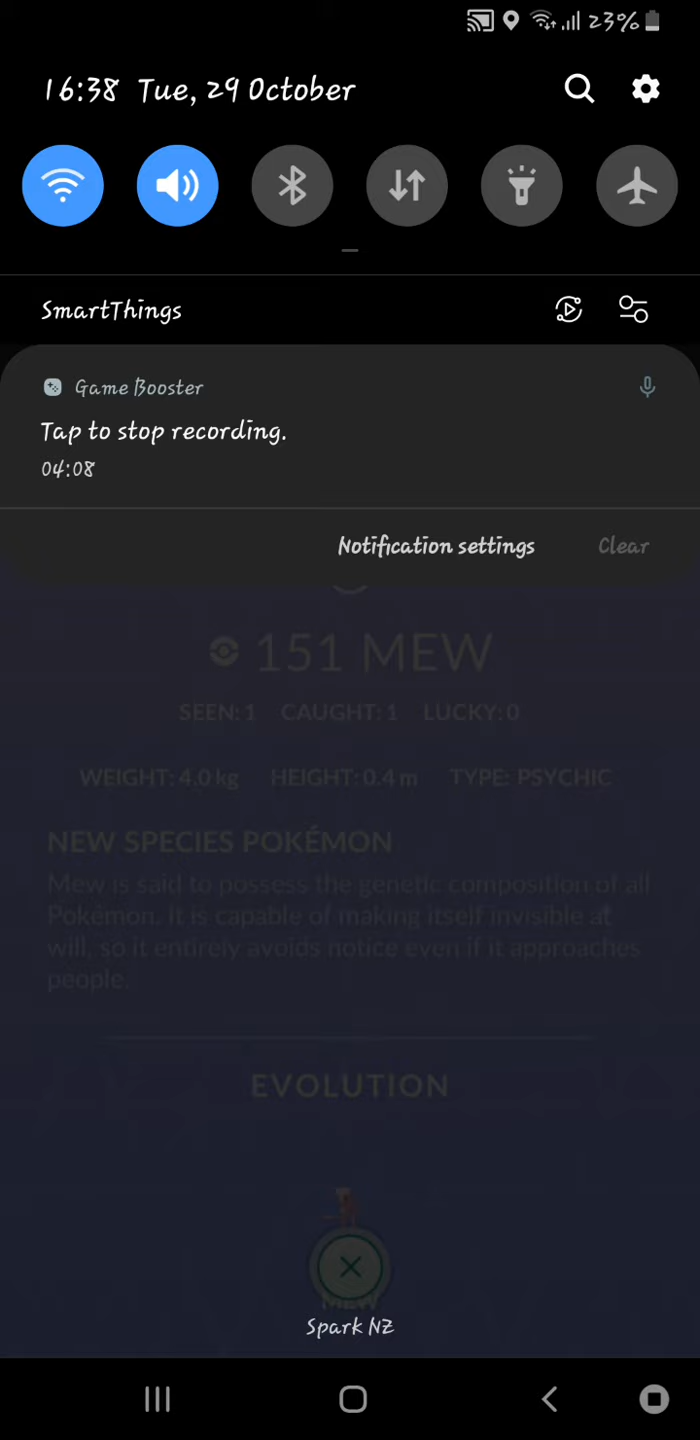 23%
16:38 Tue, 29 October
SmartThings
Game Booster
Tap to stop recording.
04:08
Notification settings Clear
151 MEW
SEEN: 1 CAUGHT: 1 LUCKY: 0
WEIGHT: 4.0 kg HEIGHT: 0.4 m TYPE: PSYCHIC
NEW SPECIES POKÉMON
Mew is said to possess the genetic composition of all
Pokémon. It is capable of making itself invisible at
will, so it entirely avoids notice even if it approaches
people.
EVOLUTION
MEW
Spark NZ